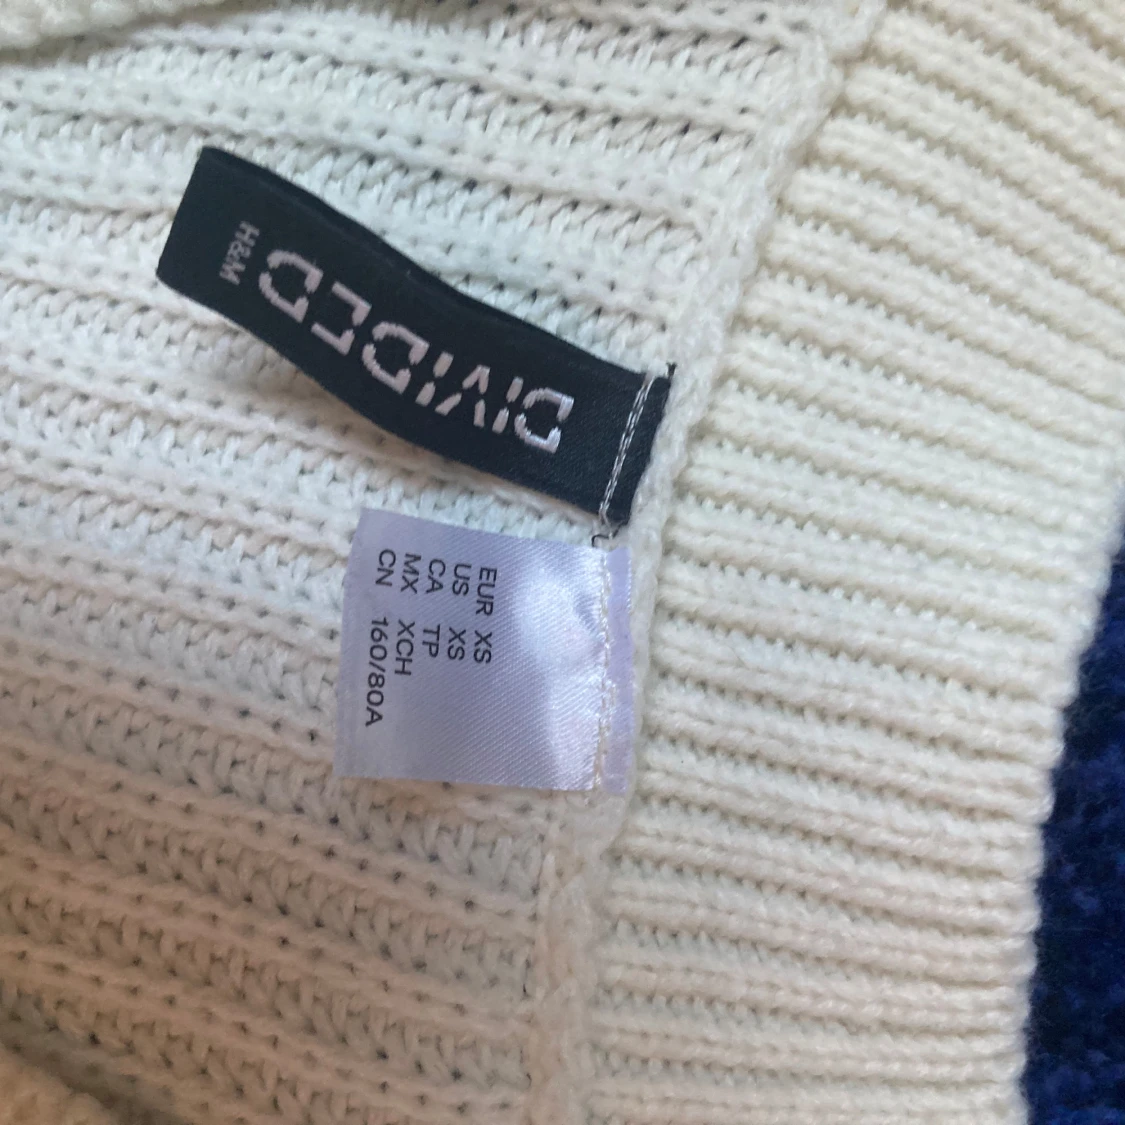 DIVIDED
H&M
EUR XS
US XS
CA TP
MX XCH
CN 160/80A